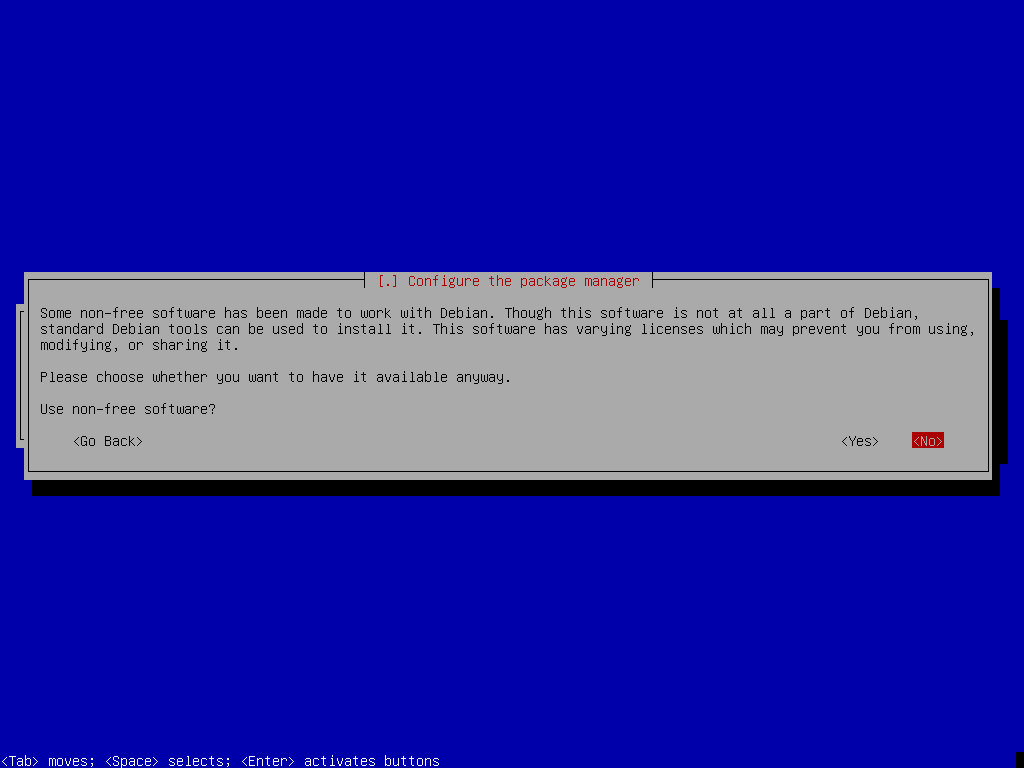 [.] Configure the package manager
Some non-free software has been made to work with Debian. Though this software is not at all a part of Debian,
standard Debian tools can be used to install it. This software has varying licenses which may prevent you from using,
modifying, or sharing it.
Please choose whether you want to have it available anyway.
Use non-free software?
<Go Back> <Yes> <No>
<Tab> moves; <Space> selects; <Enter> activates buttons